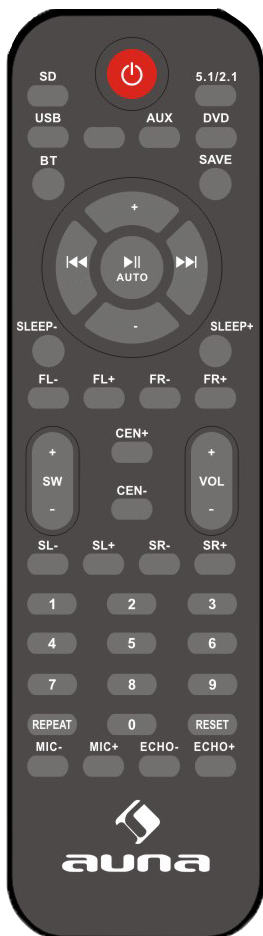 SD 5.1/2.1
USB AUX DVD
BT SAVE
+
AUTO
-
SLEEP- SLEEP+
FL- FL+ FR- FR+
CEN+
+ +
SW VOL
CEN-
- -
SL- SL+ SR- SR+
1 2 3
4 5 6
7 8 9
REPEAT 0 RESET
MIC- MIC+ ECHO- ECHO+
auna